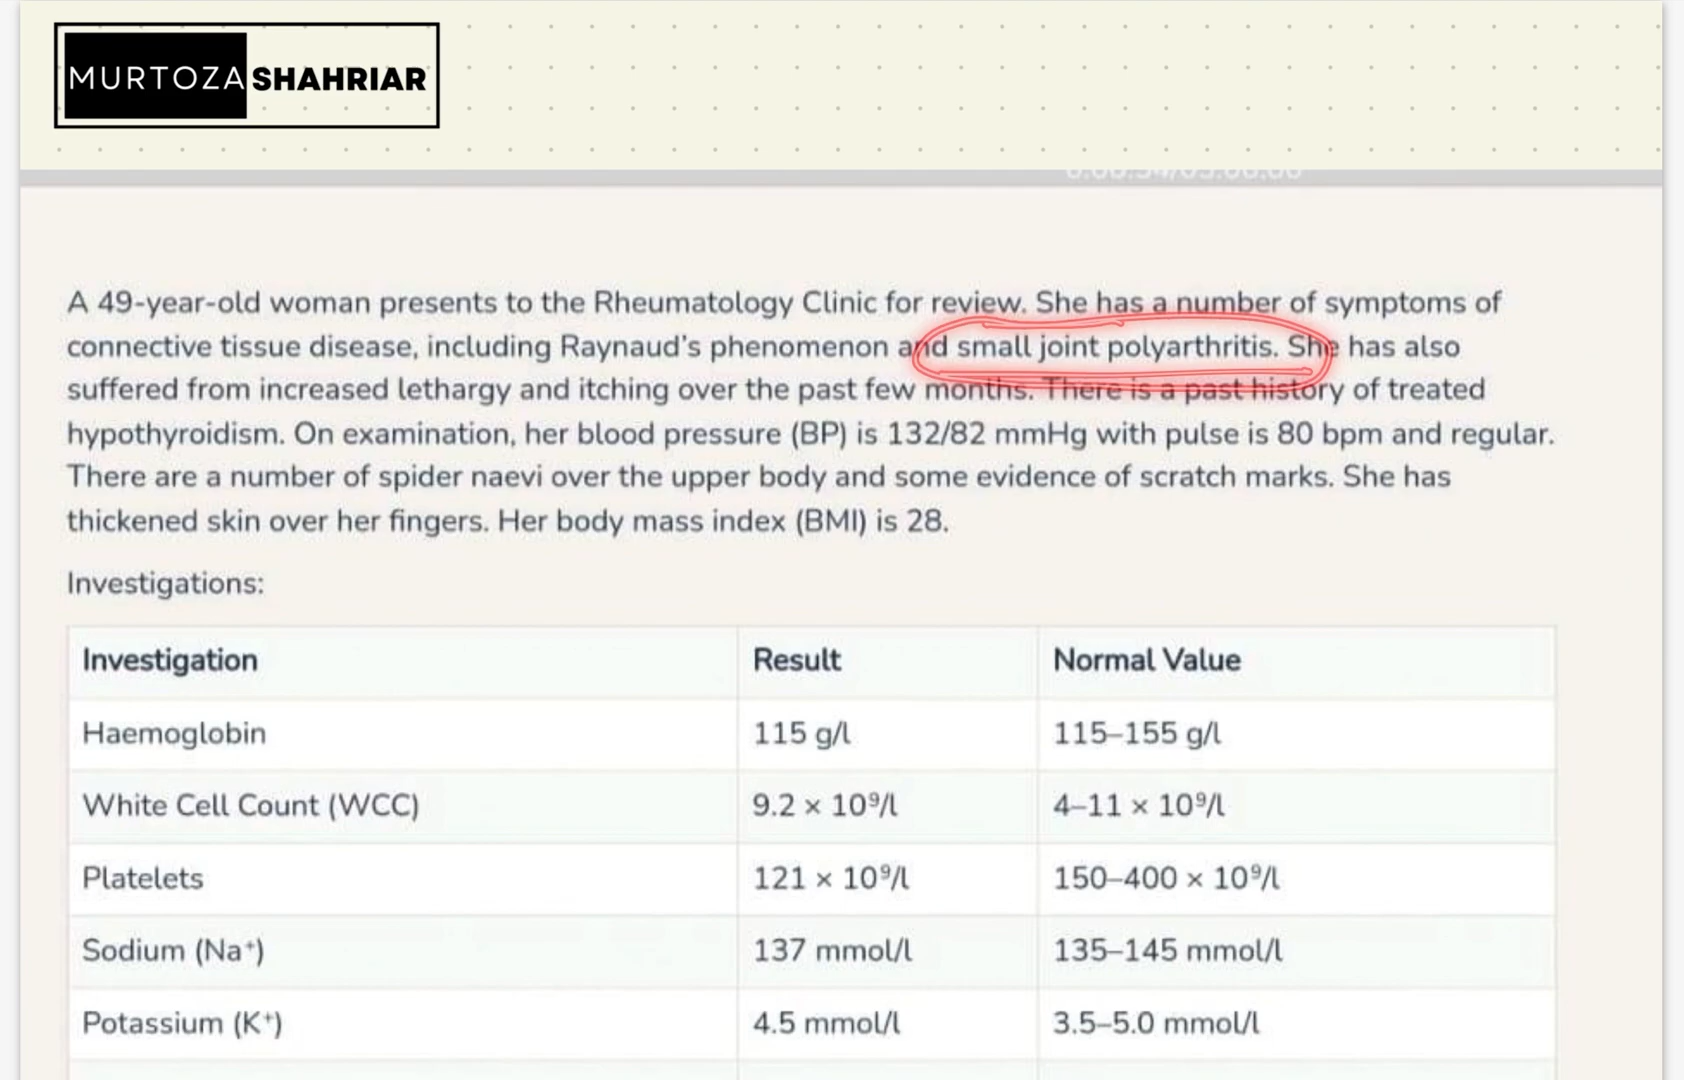 MURTOZA SHAHRIAR
A 49-year-old woman presents to the Rheumatology Clinic for review. She has a number of symptoms of
connective tissue disease, including Raynaud's phenomenon and small joint polyarthritis. She has also
suffered from increased lethargy and itching over the past few months. There is a past history of treated
hypothyroidism. On examination, her blood pressure (BP) is 132/82 mmHg with pulse is 80 bpm and regular.
There are a number of spider naevi over the upper body and some evidence of scratch marks. She has
thickened skin over her fingers. Her body mass index (BMI) is 28.
Investigations:
Investigation Result Normal Value
Haemoglobin 115 g/l 115–155 g/l
White Cell Count (WCC) 9.2 × 10⁹/l 4–11 × 10⁹/l
Platelets 121 × 10⁹/l 150–400 × 10⁹/l
Sodium (Na⁺) 137 mmol/l 135–145 mmol/l
Potassium (K⁺) 4.5 mmol/l 3.5–5.0 mmol/l